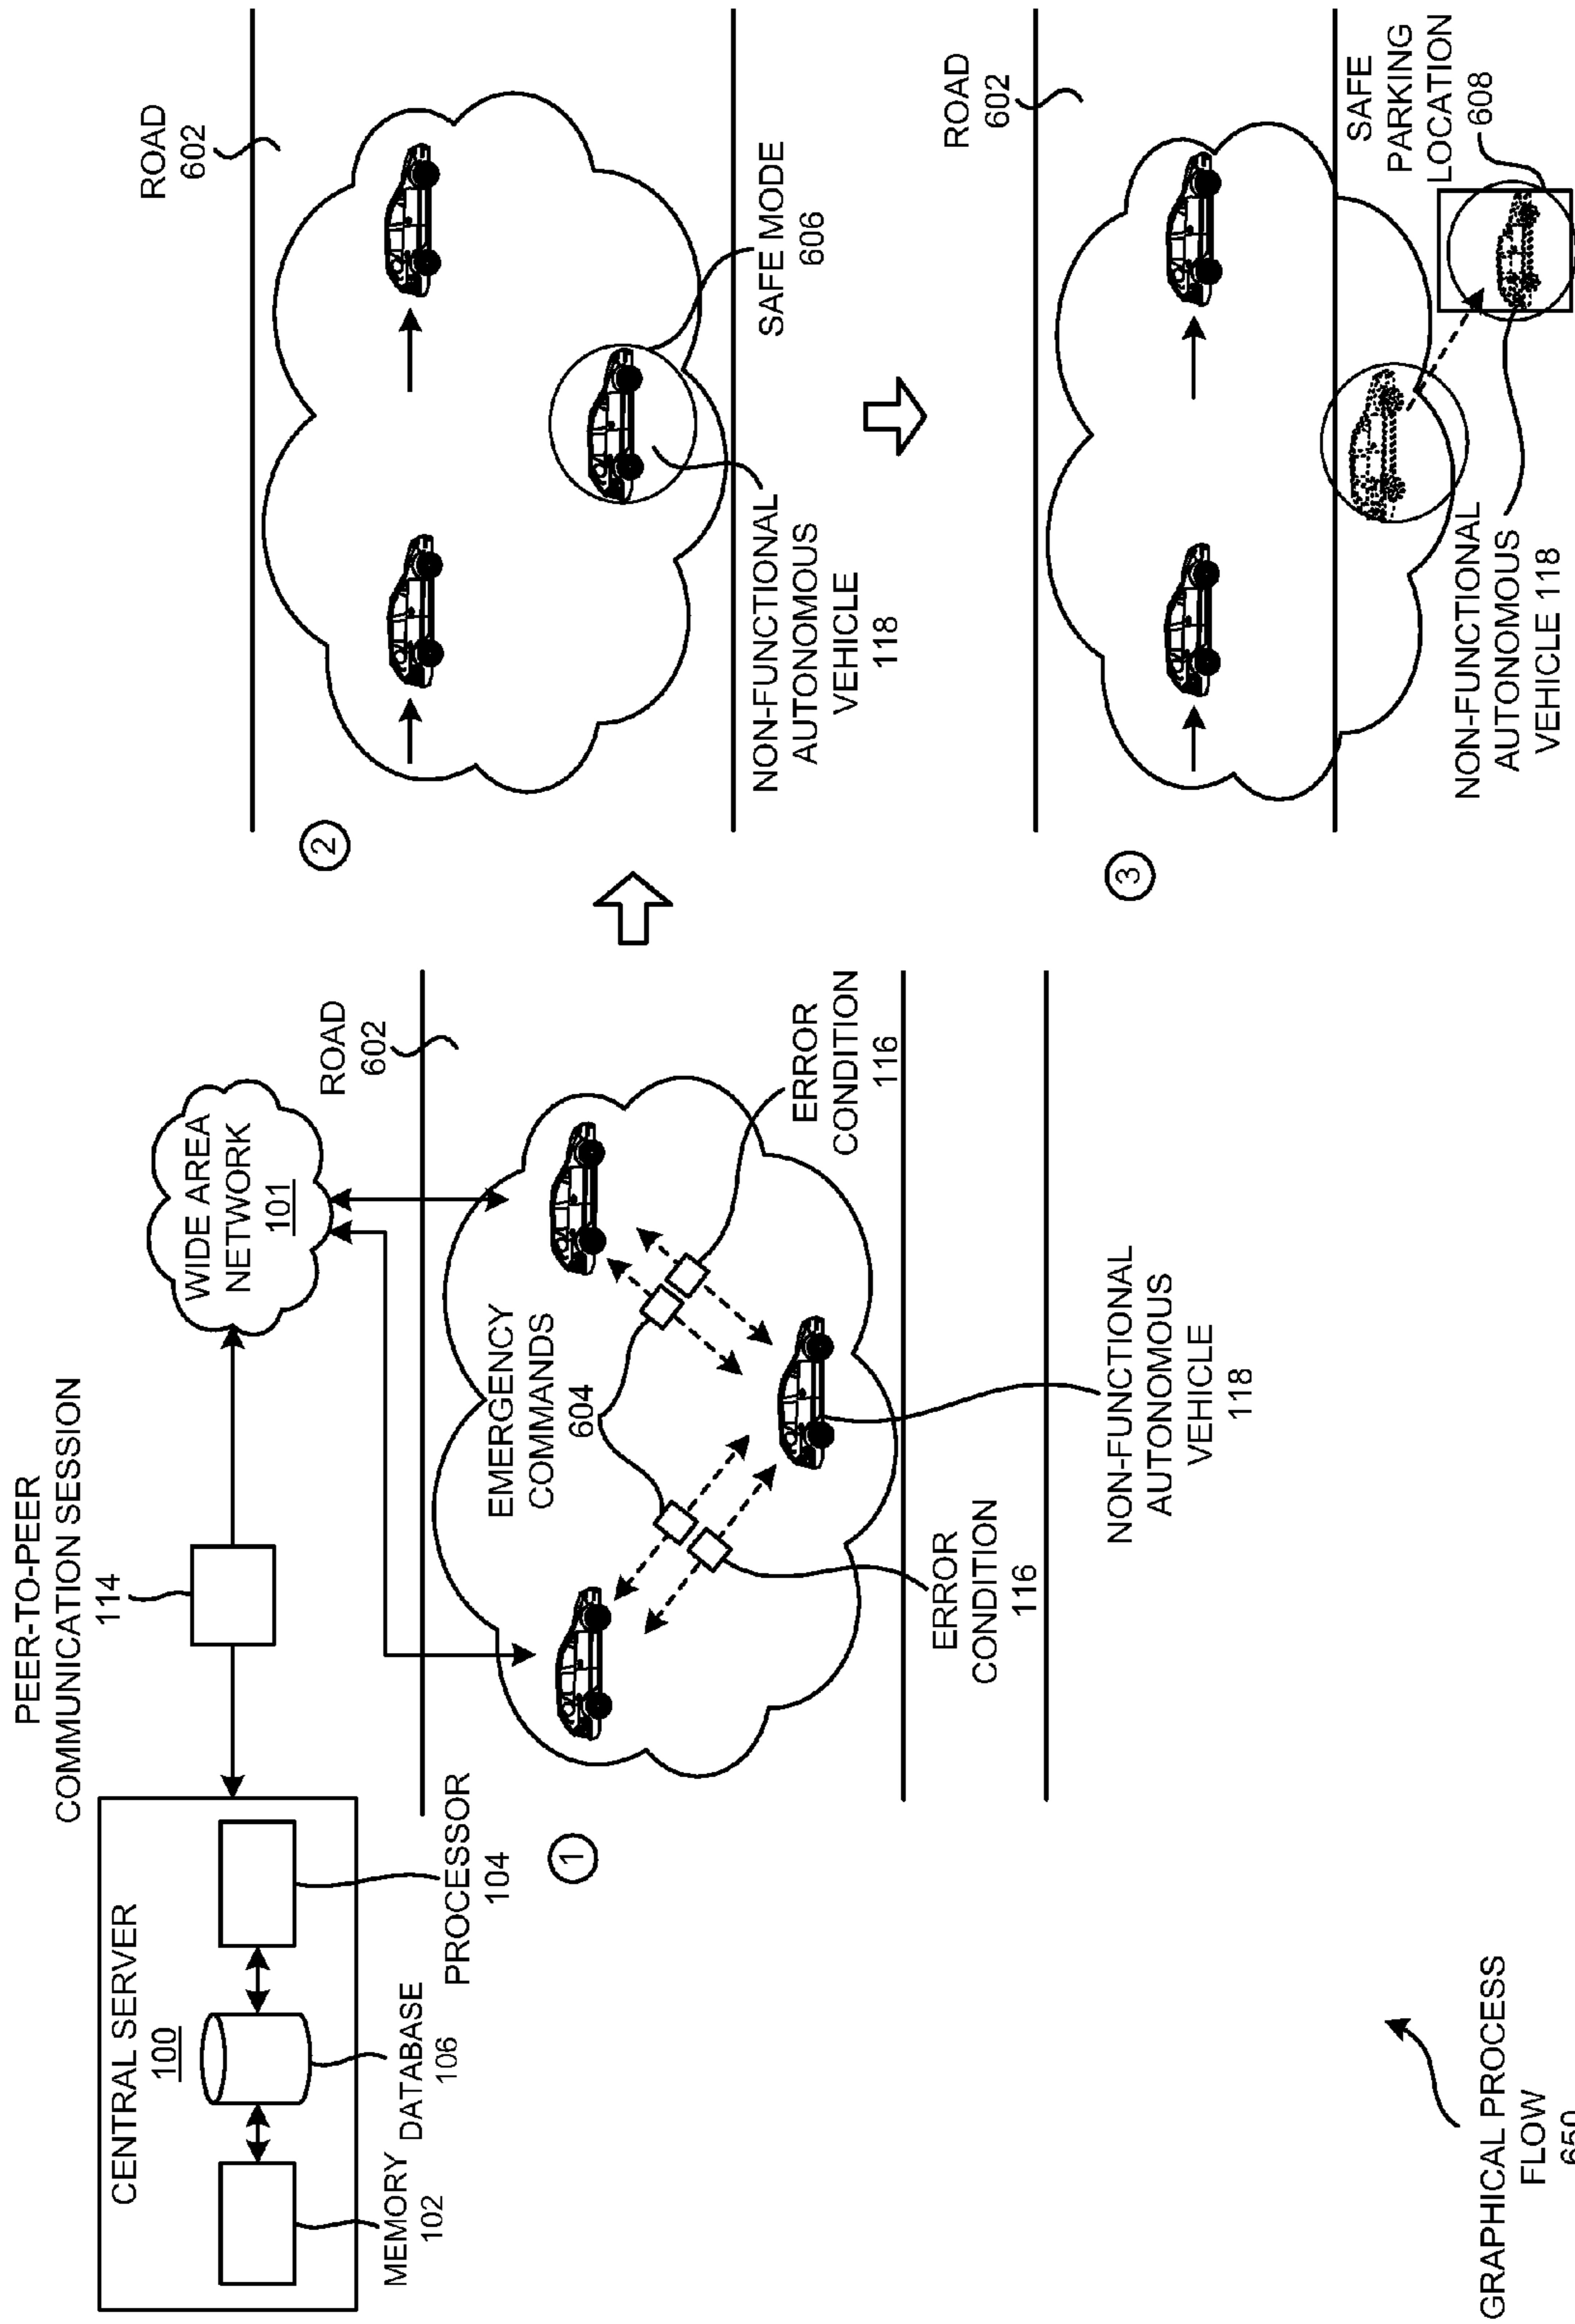 PEER-TO-PEER
COMMUNICATION SESSION
114
CENTRAL SERVER
100
MEMORY
102
DATABASE
106
PROCESSOR
104
WIDE AREA
NETWORK
101
1
ROAD
602
EMERGENCY
COMMANDS
604
ERROR
CONDITION
116
ERROR
CONDITION
116
NON-FUNCTIONAL
AUTONOMOUS
VEHICLE
118
2
ROAD
602
SAFE MODE
606
NON-FUNCTIONAL
AUTONOMOUS
VEHICLE
118
3
ROAD
602
SAFE
PARKING
LOCATION
608
NON-FUNCTIONAL
AUTONOMOUS
VEHICLE 118
GRAPHICAL PROCESS
FLOW
650